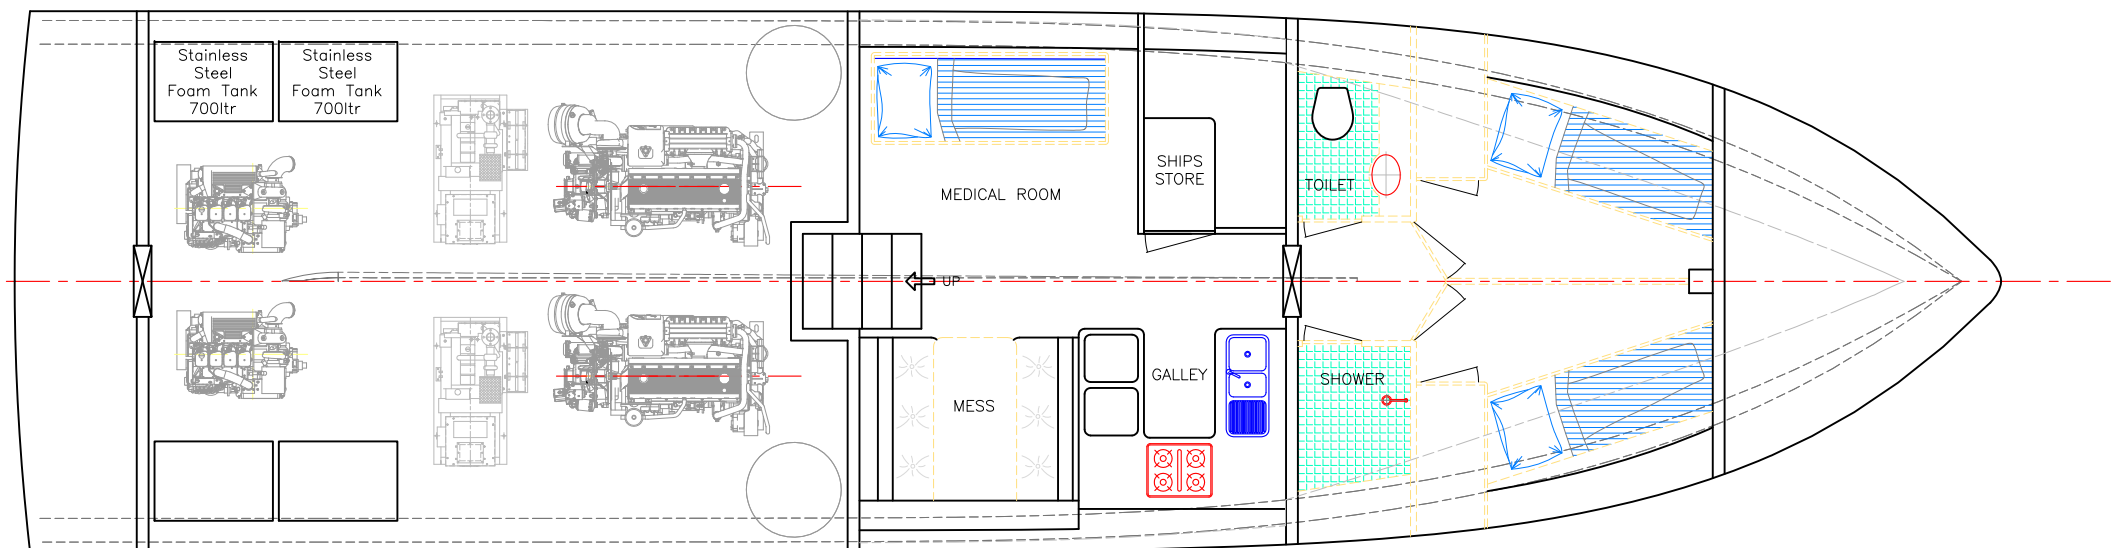 Stainless
Steel
Foam Tank
700ltr
Stainless
Steel
Foam Tank
700ltr
SHIPS
STORE
MEDICAL ROOM
TOILET
UP
GALLEY
SHOWER
MESS